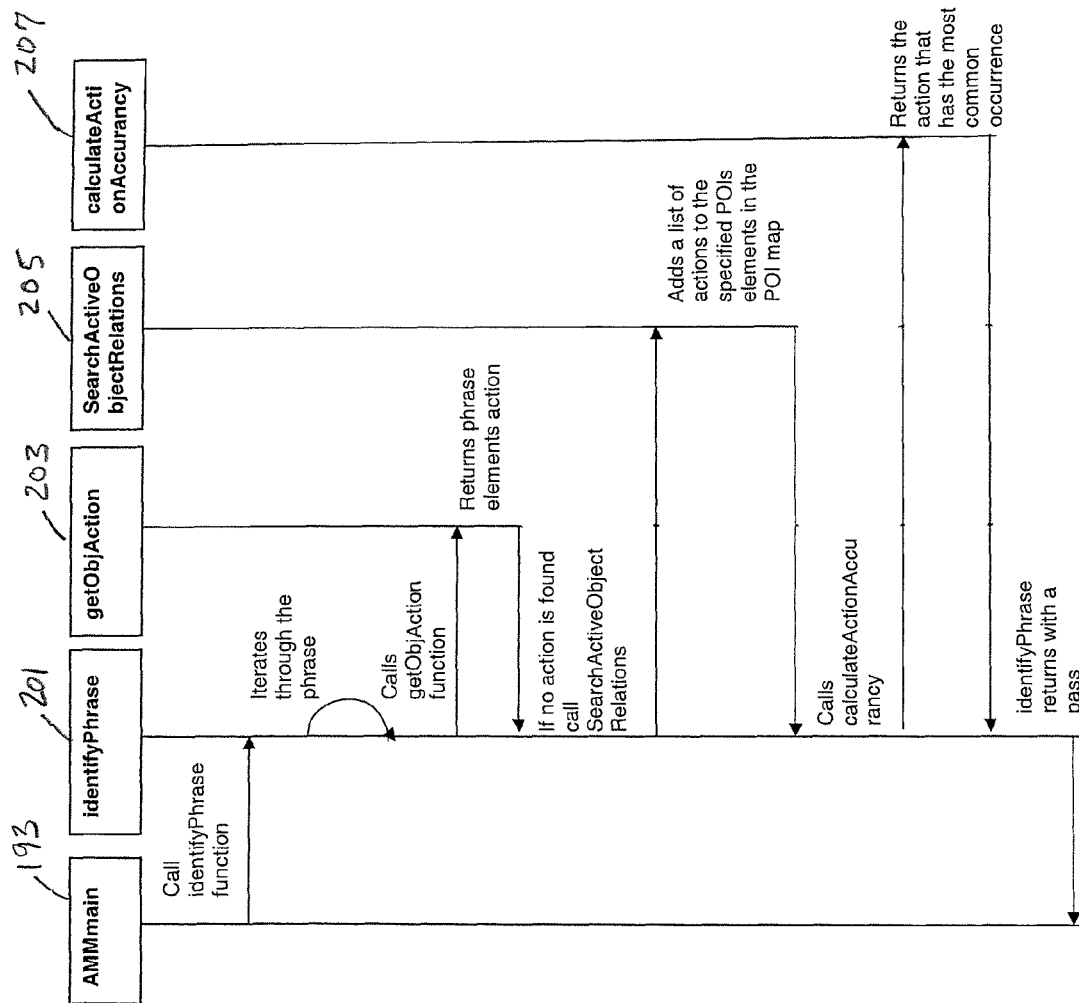 193
201
203
205
207
AMMmain
identifyPhrase
getObjAction
SearchActiveO
bjectRelations
calculateActi
onAccurancy
Call
identifyPhrase
function
Iterates
through the
phrase
Calls
getObjAction
function
Returns phrase
elements action
If no action is found
call
SearchActiveObject
Relations
Adds a list of
actions to the
specified POIs
elements in the
POI map
Calls
calculateActionAccu
rancy
Returns the
action that
has the most
common
occurrence
identifyPhrase
returns with a
pass